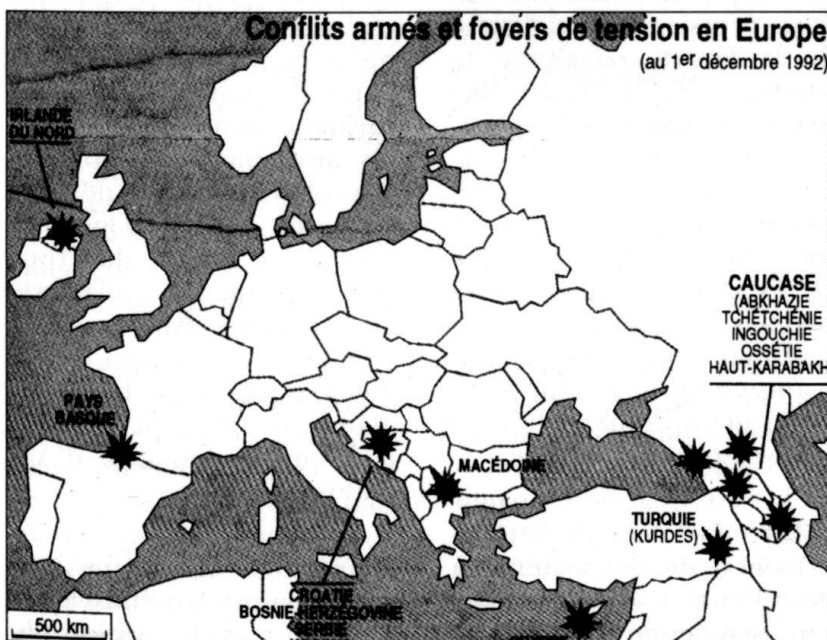 Conflits armés et foyers de tension en Europe
(au 1er décembre 1992)
IRLANDE
DU NORD
CAUCASE
(ABKHAZIE
TCHÉTCHÉNIE
INGOUCHIE
OSSÉTIE
HAUT-KARABAKH
PAYS
BASQUE
MACÉDOINE
TURQUIE
(KURDES)
CROATIE
BOSNIE-HERZÉGOVINE
SERBIE
500 km